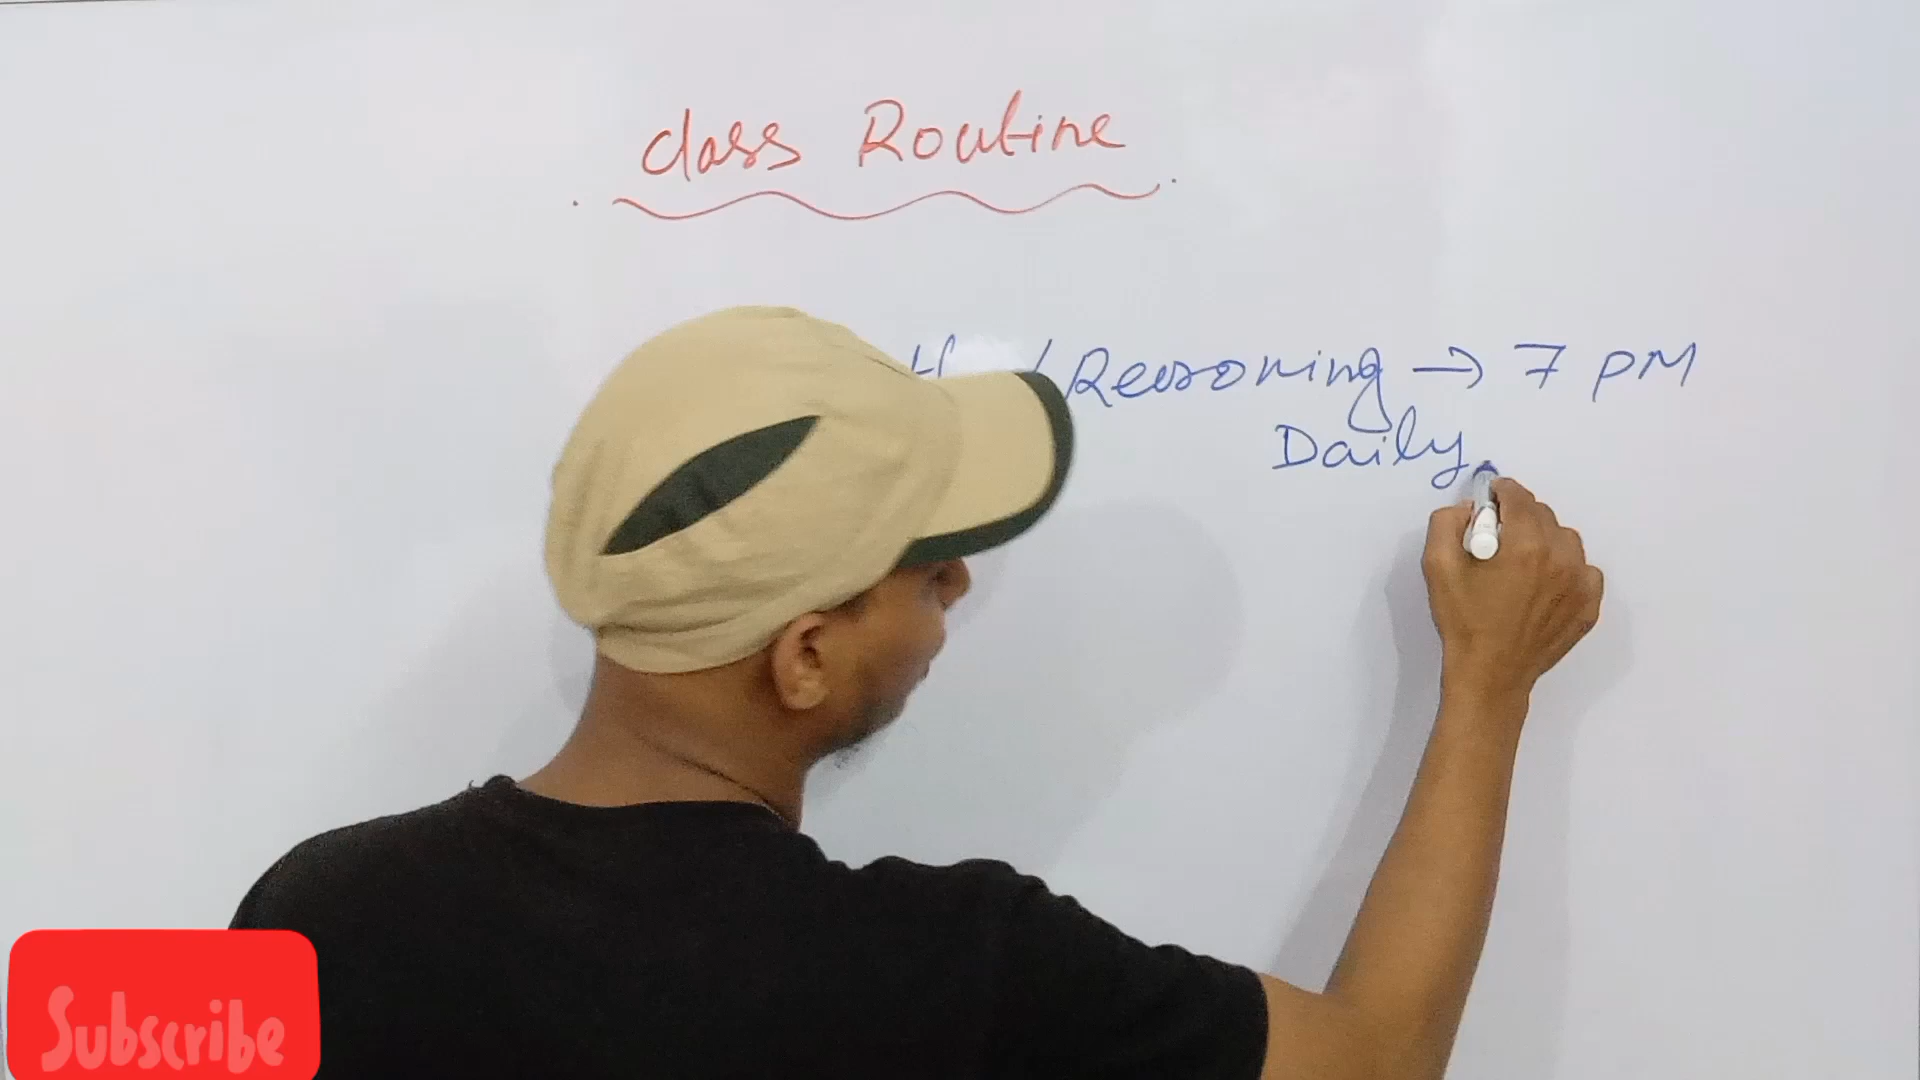 Class Routine
/ Reasoning → 7 PM
Daily
Subscribe